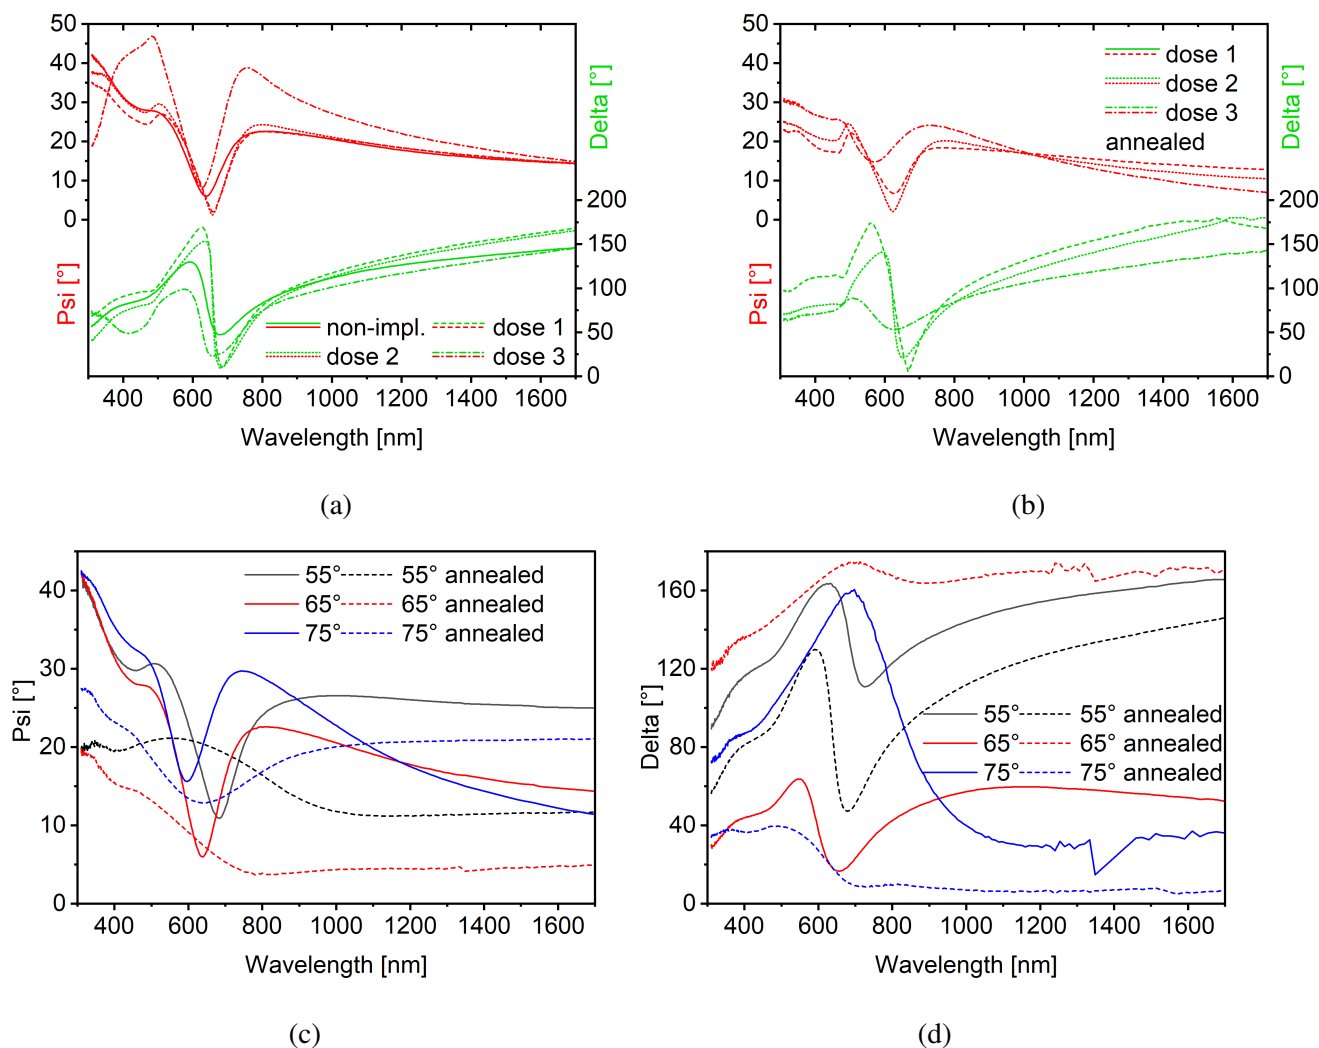 50
40
30
20
10
0
200
150
100
50
0
Delta [°]
Psi [°]
non-impl.
dose 1
dose 2
dose 3
400
600
800
1000
1200
1400
1600
Wavelength [nm]
(a)
50
40
30
20
10
0
200
150
100
50
0
Delta [°]
Psi [°]
dose 1
dose 2
dose 3
annealed
400
600
800
1000
1200
1400
1600
Wavelength [nm]
(b)
40
30
20
10
0
Psi [°]
55° 55° annealed
65° 65° annealed
75° 75° annealed
400
600
800
1000
1200
1400
1600
Wavelength [nm]
(c)
160
120
80
40
0
Delta [°]
55° 55° annealed
65° 65° annealed
75° 75° annealed
400
600
800
1000
1200
1400
1600
Wavelength [nm]
(d)